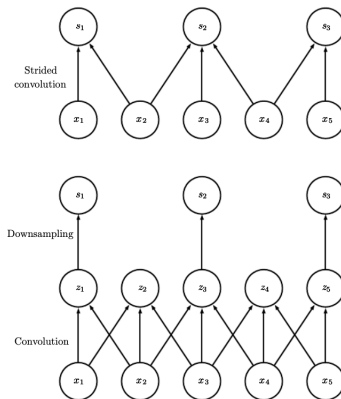 s₁ s₂ s₃
Strided
convolution
x₁ x₂ x₃ x₄ x₅
s₁ s₂ s₃
Downsampling
z₁ z₂ z₃ z₄ z₅
Convolution
x₁ x₂ x₃ x₄ x₅